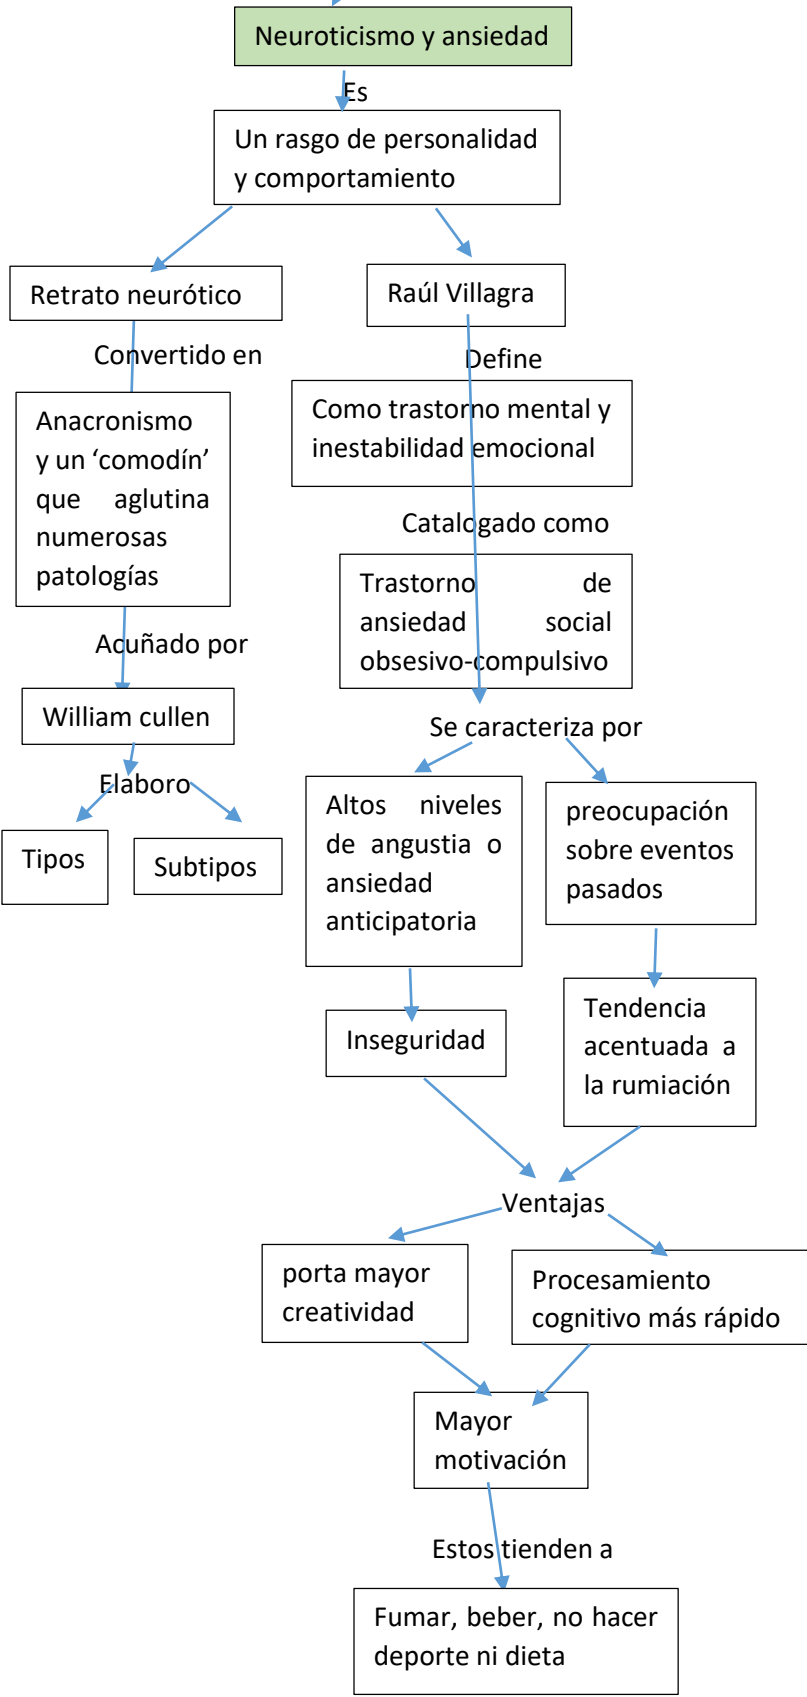 Neuroticismo y ansiedad
Es
Un rasgo de personalidad
y comportamiento
Retrato neurótico
Raúl Villagra
Convertido en
Define
Anacronismo
y un ‘comodín’
que aglutina
numerosas
patologías
Como trastorno mental y
inestabilidad emocional
Catalogado como
Trastorno de
ansiedad social
obsesivo-compulsivo
Acuñado por
William cullen
Se caracteriza por
Elaboro
Tipos
Subtipos
Altos niveles
de angustia o
ansiedad
anticipatoria
preocupación
sobre eventos
pasados
Inseguridad
Tendencia
acentuada a
la rumiación
Ventajas
porta mayor
creatividad
Procesamiento
cognitivo más rápido
Mayor
motivación
Estos tienden a
Fumar, beber, no hacer
deporte ni dieta